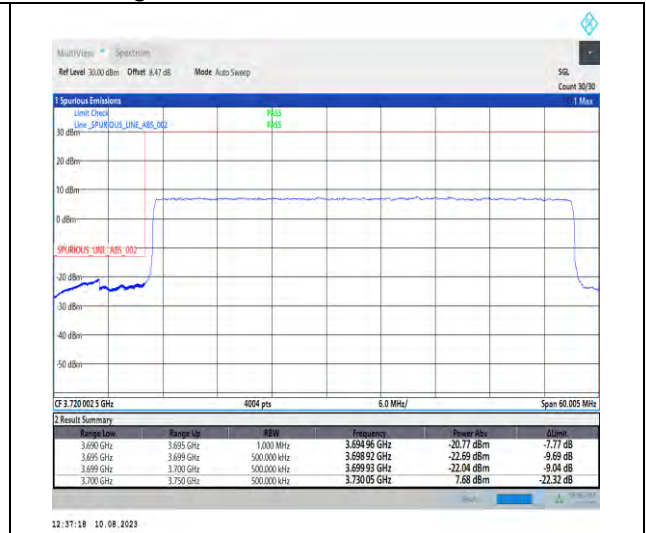 MultiView Spectrum
Ref Level 30.00 dBm Offset 8.47 dB Mode Auto Sweep SGL
Count 30/30
1 Spurious Emissions 1 Max
Limit Check PASS
Line _SPURIOUS_LINE_ABS_002 PASS
30 dBm
20 dBm
10 dBm
0 dBm
SPURIOUS_LINE_ABS_002
-20 dBm
-30 dBm
-40 dBm
-50 dBm
CF 3.720 002 5 GHz 4004 pts 6.0 MHz/ Span 60.005 MHz
2 Result Summary
Range Low Range Up RBW Frequency Power Abs ΔLimit
3.690 GHz 3.695 GHz 1.000 MHz 3.694 96 GHz -20.77 dBm -7.77 dB
3.695 GHz 3.699 GHz 500.000 kHz 3.698 92 GHz -22.69 dBm -9.69 dB
3.699 GHz 3.700 GHz 500.000 kHz 3.699 93 GHz -22.04 dBm -9.04 dB
3.700 GHz 3.750 GHz 500.000 kHz 3.730 05 GHz 7.68 dBm -22.32 dB
12:37:18 10.08.2023